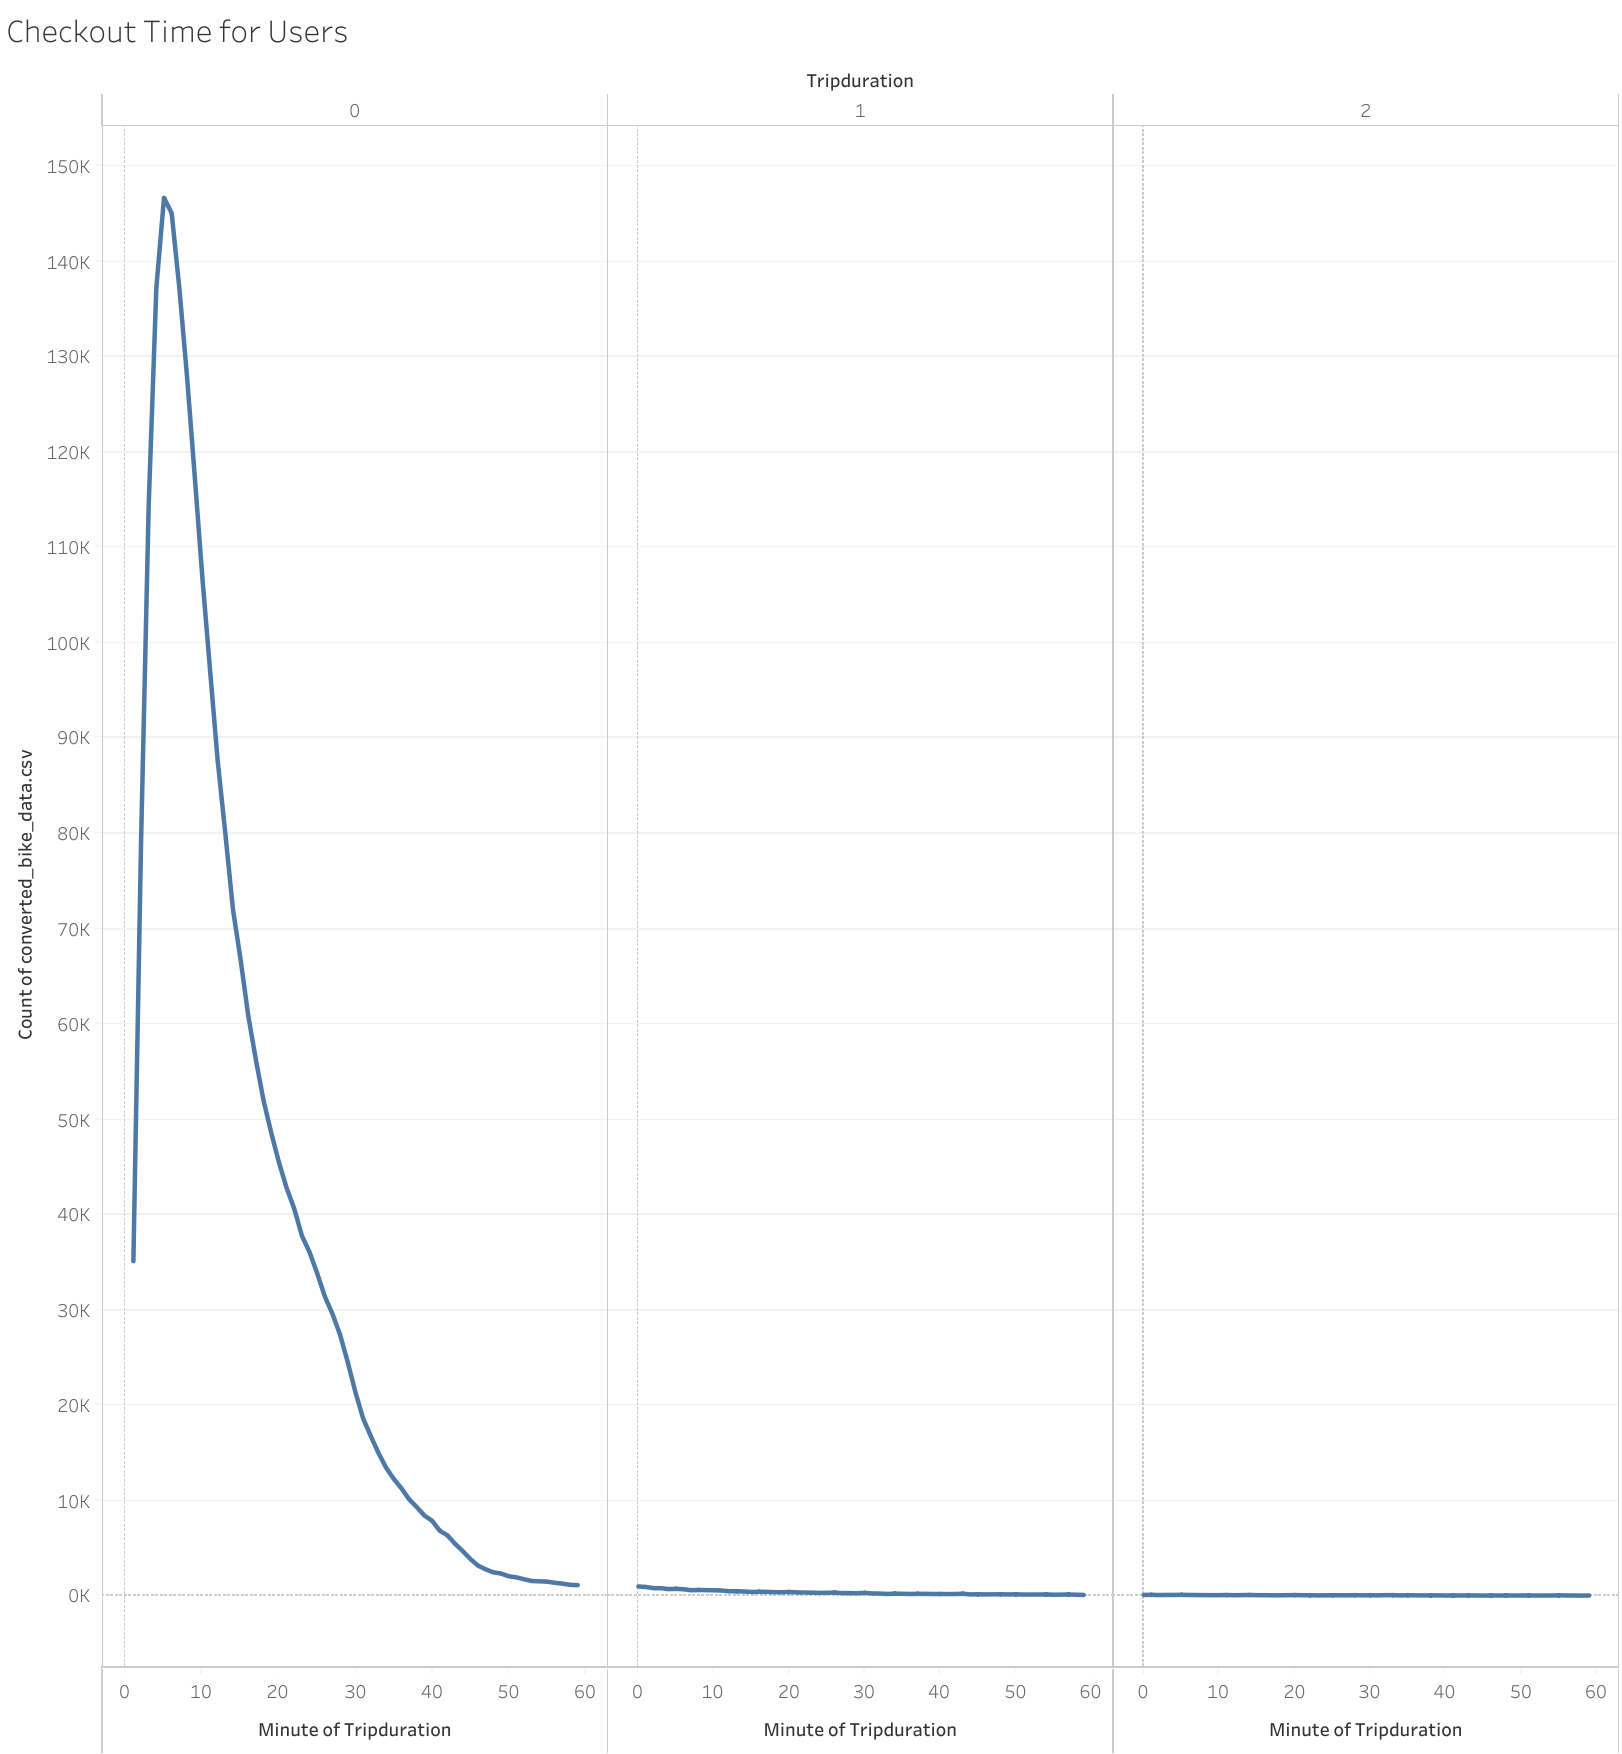 Checkout Time for Users
Tripduration
0 1 2
150K
140K
130K
120K
110K
100K
90K
80K
70K
60K
50K
40K
30K
20K
10K
0K
Count of converted_bike_data.csv
0 10 20 30 40 50 60 0 10 20 30 40 50 60 0 10 20 30 40 50 60
Minute of Tripduration Minute of Tripduration Minute of Tripduration